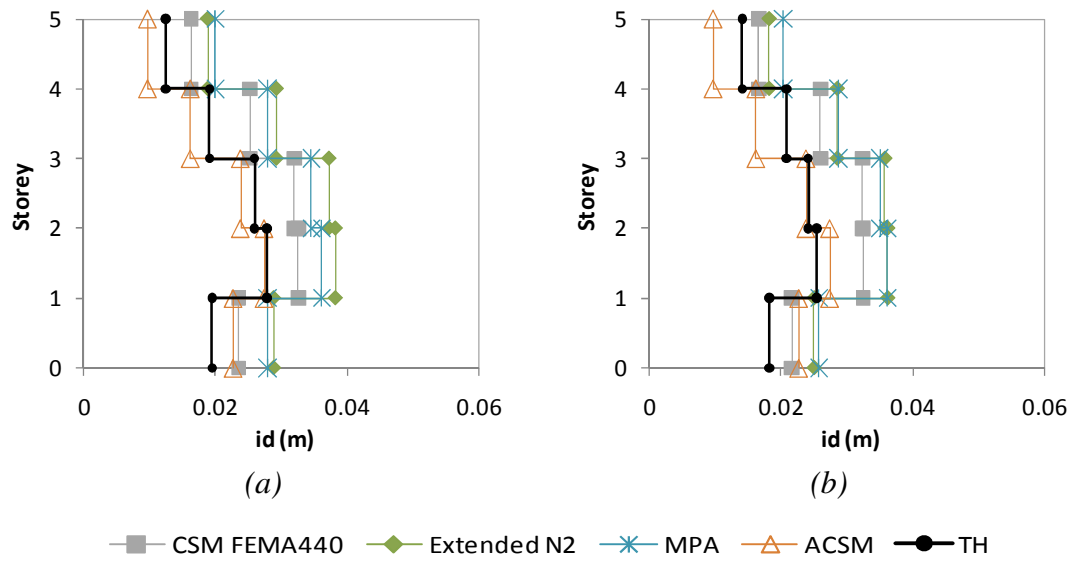 5
4
3
2
1
0
Storey
0
0.02
0.04
0.06
id (m)
(a)
5
4
3
2
1
0
Storey
0
0.02
0.04
0.06
id (m)
(b)
CSM FEMA440
Extended N2
MPA
ACSM
TH